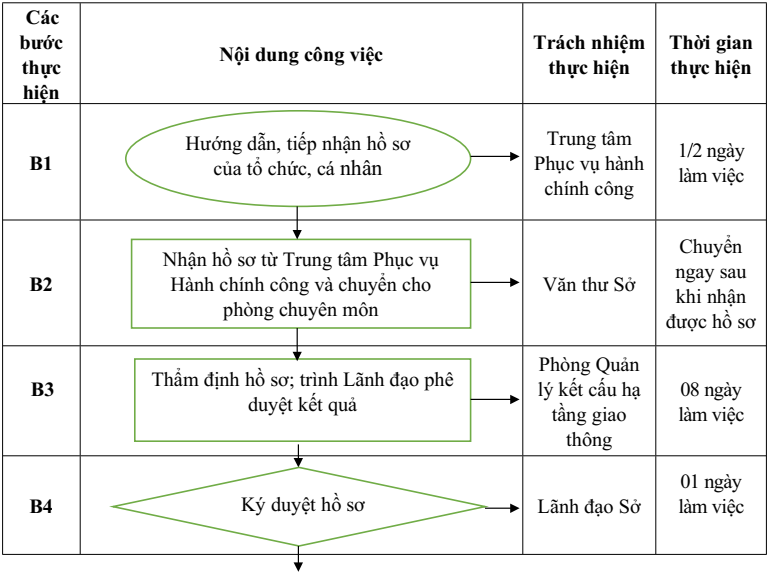 Các
bước
thực
hiện
Nội dung công việc
Trách nhiệm
thực hiện
Thời gian
thực hiện
B1
Hướng dẫn, tiếp nhận hồ sơ
của tổ chức, cá nhân
Trung tâm
Phục vụ hành
chính công
1/2 ngày
làm việc
B2
Nhận hồ sơ từ Trung tâm Phục vụ
Hành chính công và chuyển cho
phòng chuyên môn
Văn thư Sở
Chuyển
ngay sau
khi nhận
được hồ sơ
B3
Thẩm định hồ sơ; trình Lãnh đạo phê
duyệt kết quả
Phòng Quản
lý kết cấu hạ
tầng giao
thông
08 ngày
làm việc
B4
Ký duyệt hồ sơ
Lãnh đạo Sở
01 ngày
làm việc